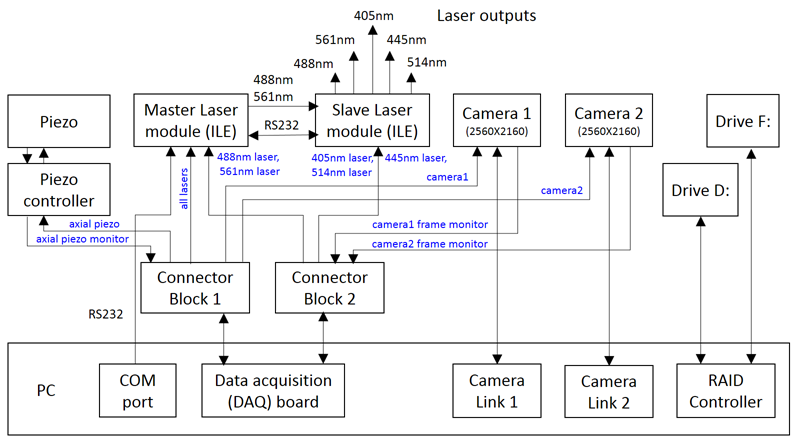 Laser outputs
405nm
561nm
445nm
488nm
514nm
488nm
561nm
RS232
Piezo
Master Laser
module (ILE)
Slave Laser
module (ILE)
Camera 1
(2560X2160)
Camera 2
(2560X2160)
Drive F:
Piezo
controller
488nm laser,
561nm laser
405nm laser,
514nm laser
445nm laser,
camera1
camera2
Drive D:
all lasers
axial piezo
axial piezo monitor
camera1 frame monitor
camera2 frame monitor
Connector
Block 1
Connector
Block 2
RS232
PC
COM
port
Data acquisition
(DAQ) board
Camera
Link 1
Camera
Link 2
RAID
Controller